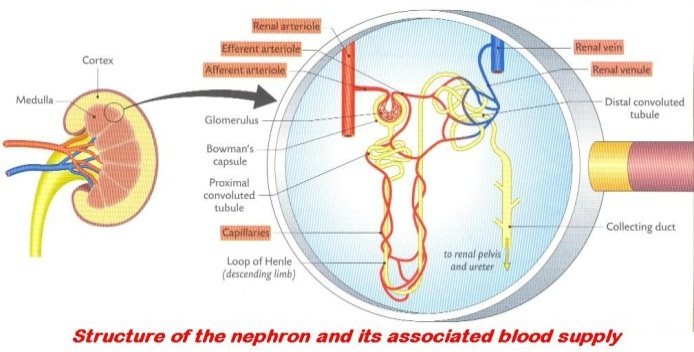 Renal arteriole
Efferent arteriole
Afferent arteriole
Cortex
Medulla
Glomerulus
Bowman's
capsule
Proximal
convoluted
tubule
Capillaries
Loop of Henle
(descending limb)
Renal vein
Renal venule
Distal convoluted
tubule
Collecting duct
to renal pelvis
and ureter
Structure of the nephron and its associated blood supply